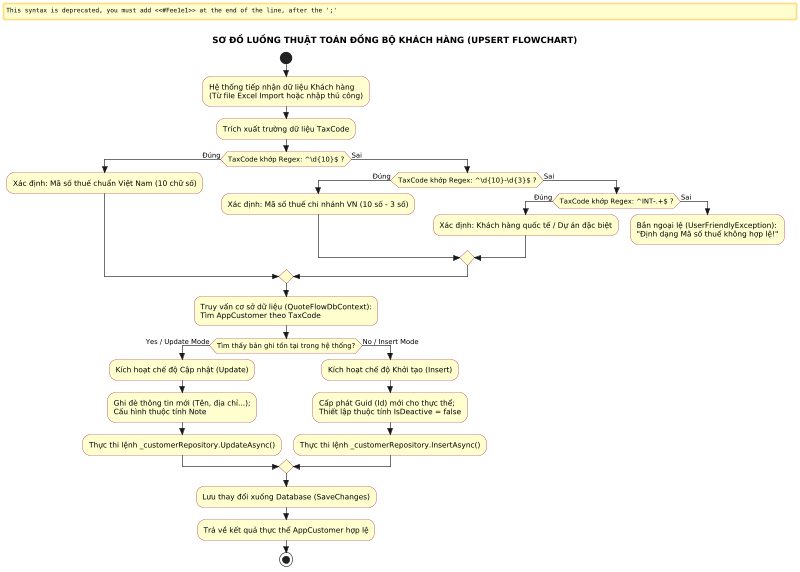 This syntax is deprecated, you must add <<#Fee1e1>> at the end of the line, after the ';'
SƠ ĐỒ LUỒNG THUẬT TOÁN ĐỒNG BỘ KHÁCH HÀNG (UPSERT FLOWCHART)
Hệ thống tiếp nhận dữ liệu Khách hàng
(Từ file Excel Import hoặc nhập thủ công)
Trích xuất trường dữ liệu TaxCode
TaxCode khớp Regex: ^\d{10}$ ?
Đúng
Sai
Xác định: Mã số thuế chuẩn Việt Nam (10 chữ số)
TaxCode khớp Regex: ^\d{10}-\d{3}$ ?
Đúng
Sai
Xác định: Mã số thuế chi nhánh VN (10 số - 3 số)
TaxCode khớp Regex: ^INT-.+$ ?
Đúng
Sai
Xác định: Khách hàng quốc tế / Dự án đặc biệt
Bắn ngoại lệ (UserFriendlyException):
"Định dạng Mã số thuế không hợp lệ!"
Truy vấn cơ sở dữ liệu (QuoteFlowDbContext):
Tìm AppCustomer theo TaxCode
Tìm thấy bản ghi tồn tại trong hệ thống?
Yes / Update Mode
No / Insert Mode
Kích hoạt chế độ Cập nhật (Update)
Kích hoạt chế độ Khởi tạo (Insert)
Ghi đè thông tin mới (Tên, địa chỉ...);
Cấu hình thuộc tính Note
Cấp phát Guid (Id) mới cho thực thể;
Thiết lập thuộc tính IsDeactive = false
Thực thi lệnh _customerRepository.UpdateAsync()
Thực thi lệnh _customerRepository.InsertAsync()
Lưu thay đổi xuống Database (SaveChanges)
Trả về kết quả thực thể AppCustomer hợp lệ